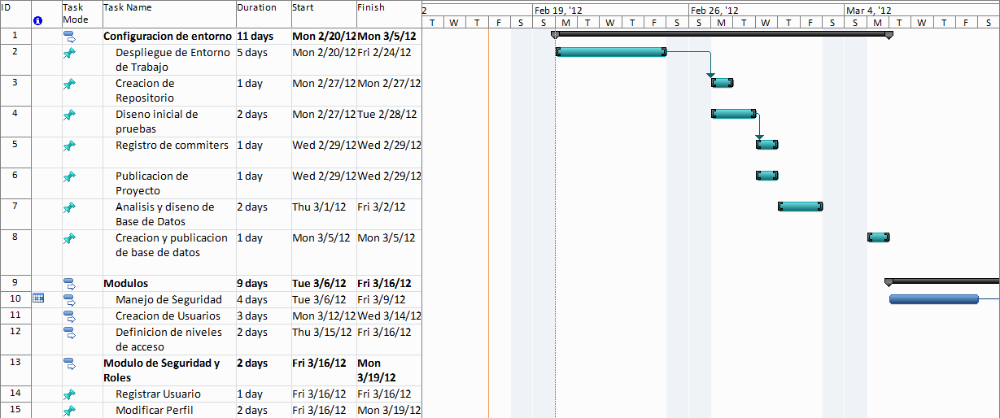 ID Task Mode Task Name Duration Start Finish
2 Feb 19, '12 Feb 26, '12 Mar 4, '12
T W T F S S M T W T F S S M T W T F S S M T W T F S
1 Configuracion de entorno 11 days Mon 2/20/12 Mon 3/5/12
2 Despliegue de Entorno de Trabajo 5 days Mon 2/20/12 Fri 2/24/12
3 Creacion de Repositorio 1 day Mon 2/27/12 Mon 2/27/12
4 Diseno inicial de pruebas 2 days Mon 2/27/12 Tue 2/28/12
5 Registro de commiters 1 day Wed 2/29/12 Wed 2/29/12
6 Publicacion de Proyecto 1 day Wed 2/29/12 Wed 2/29/12
7 Analisis y diseno de Base de Datos 2 days Thu 3/1/12 Fri 3/2/12
8 Creacion y publicacion de base de datos 1 day Mon 3/5/12 Mon 3/5/12
9 Modulos 9 days Tue 3/6/12 Fri 3/16/12
10 Manejo de Seguridad 4 days Tue 3/6/12 Fri 3/9/12
11 Creacion de Usuarios 3 days Mon 3/12/12 Wed 3/14/12
12 Definicion de niveles de acceso 2 days Thu 3/15/12 Fri 3/16/12
13 Modulo de Seguridad y Roles 2 days Fri 3/16/12 Mon 3/19/12
14 Registrar Usuario 1 day Fri 3/16/12 Fri 3/16/12
15 Modificar Perfil 2 days Fri 3/16/12 Mon 3/19/12